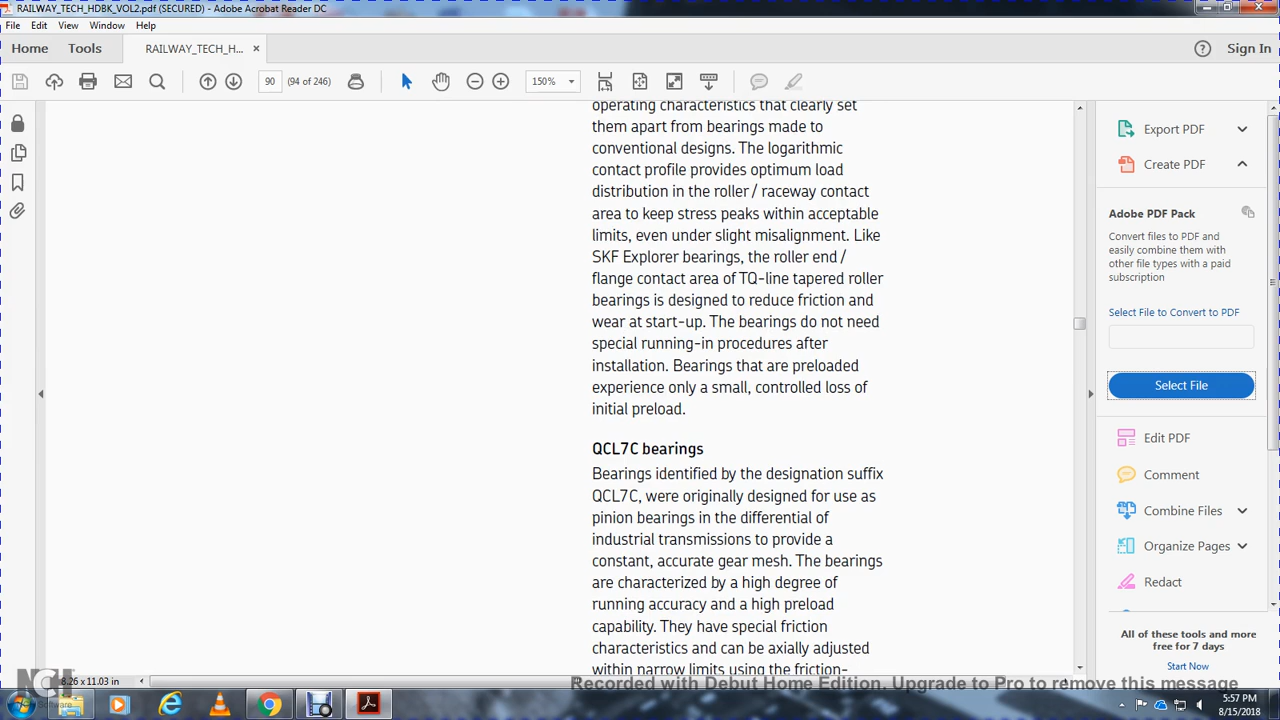 RAILWAY_TECH_HDBK_VOL2.pdf (SECURED) - Adobe Acrobat Reader DC
File Edit View Window Help
Home Tools RAILWAY_TECH_H... × Sign In
90 (94 of 246) 150%
operating characteristics that clearly set
them apart from bearings made to
conventional designs. The logarithmic
contact profile provides optimum load
distribution in the roller / raceway contact
area to keep stress peaks within acceptable
limits, even under slight misalignment. Like
SKF Explorer bearings, the roller end /
flange contact area of TQ-line tapered roller
bearings is designed to reduce friction and
wear at start-up. The bearings do not need
special running-in procedures after
installation. Bearings that are preloaded
experience only a small, controlled loss of
initial preload.
QCL7C bearings
Bearings identified by the designation suffix
QCL7C, were originally designed for use as
pinion bearings in the differential of
industrial transmissions to provide a
constant, accurate gear mesh. The bearings
are characterized by a high degree of
running accuracy and a high preload
capability. They have special friction
characteristics and can be axially adjusted
within narrow limits using the friction-
Export PDF
Create PDF
Adobe PDF Pack
Convert files to PDF and
easily combine them with
other file types with a paid
subscription
Select File to Convert to PDF
Select File
Edit PDF
Comment
Combine Files
Organize Pages
Redact
All of these tools and more
free for 7 days
Start Now
8.26 x 11.03 in
NCH
Software
Recorded with Debut Home Edition. Upgrade to Pro to remove this message
5:57 PM
8/15/2018